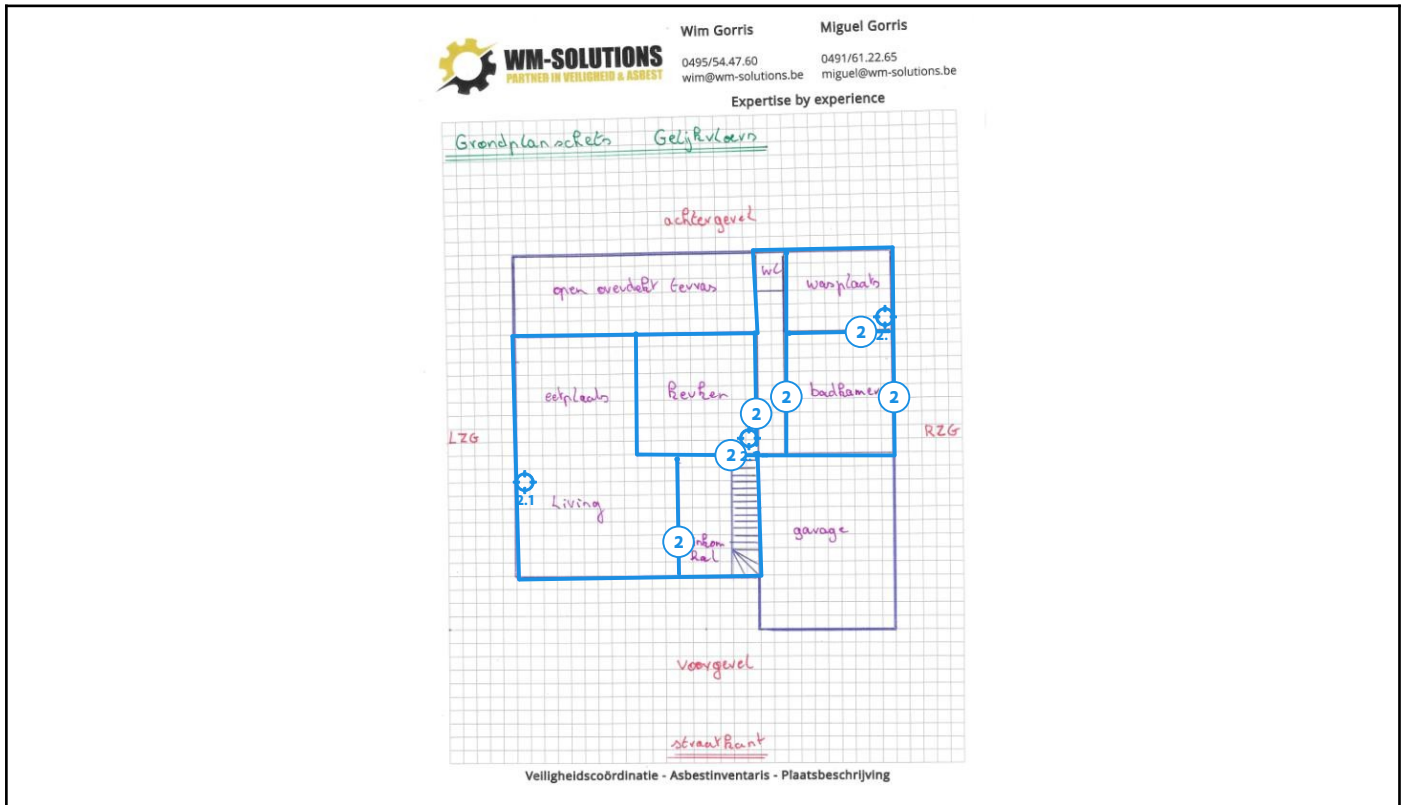 Wim Gorris
Miguel Gorris
WM-SOLUTIONS
PARTNER IN VEILIGHEID & ASBEST
0495/54.47.60
0491/61.22.65
wim@wm-solutions.be
miguel@wm-solutions.be
Expertise by experience
Grondplanschets Gelijkvloers
achtergevel
open overdekt terras
WC
wasplaats
2
2.
eetplaats
keuken
2
badkamer
2
2
LZG
RZG
2
2.1
Living
garage
2
hal
Voorgevel
straatkant
Veiligheidscoördinatie - Asbestinventaris - Plaatsbeschrijving